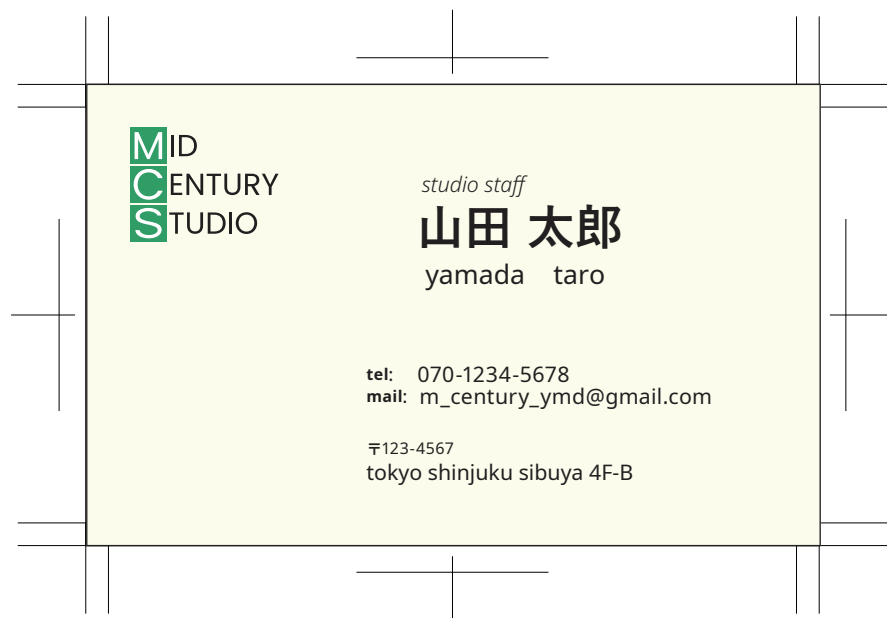 MID
CENTURY
STUDIO
studio staff
山田 太郎
yamada　taro
tel: 070-1234-5678
mail: m_century_ymd@gmail.com
〒123-4567
tokyo shinjuku sibuya 4F-B